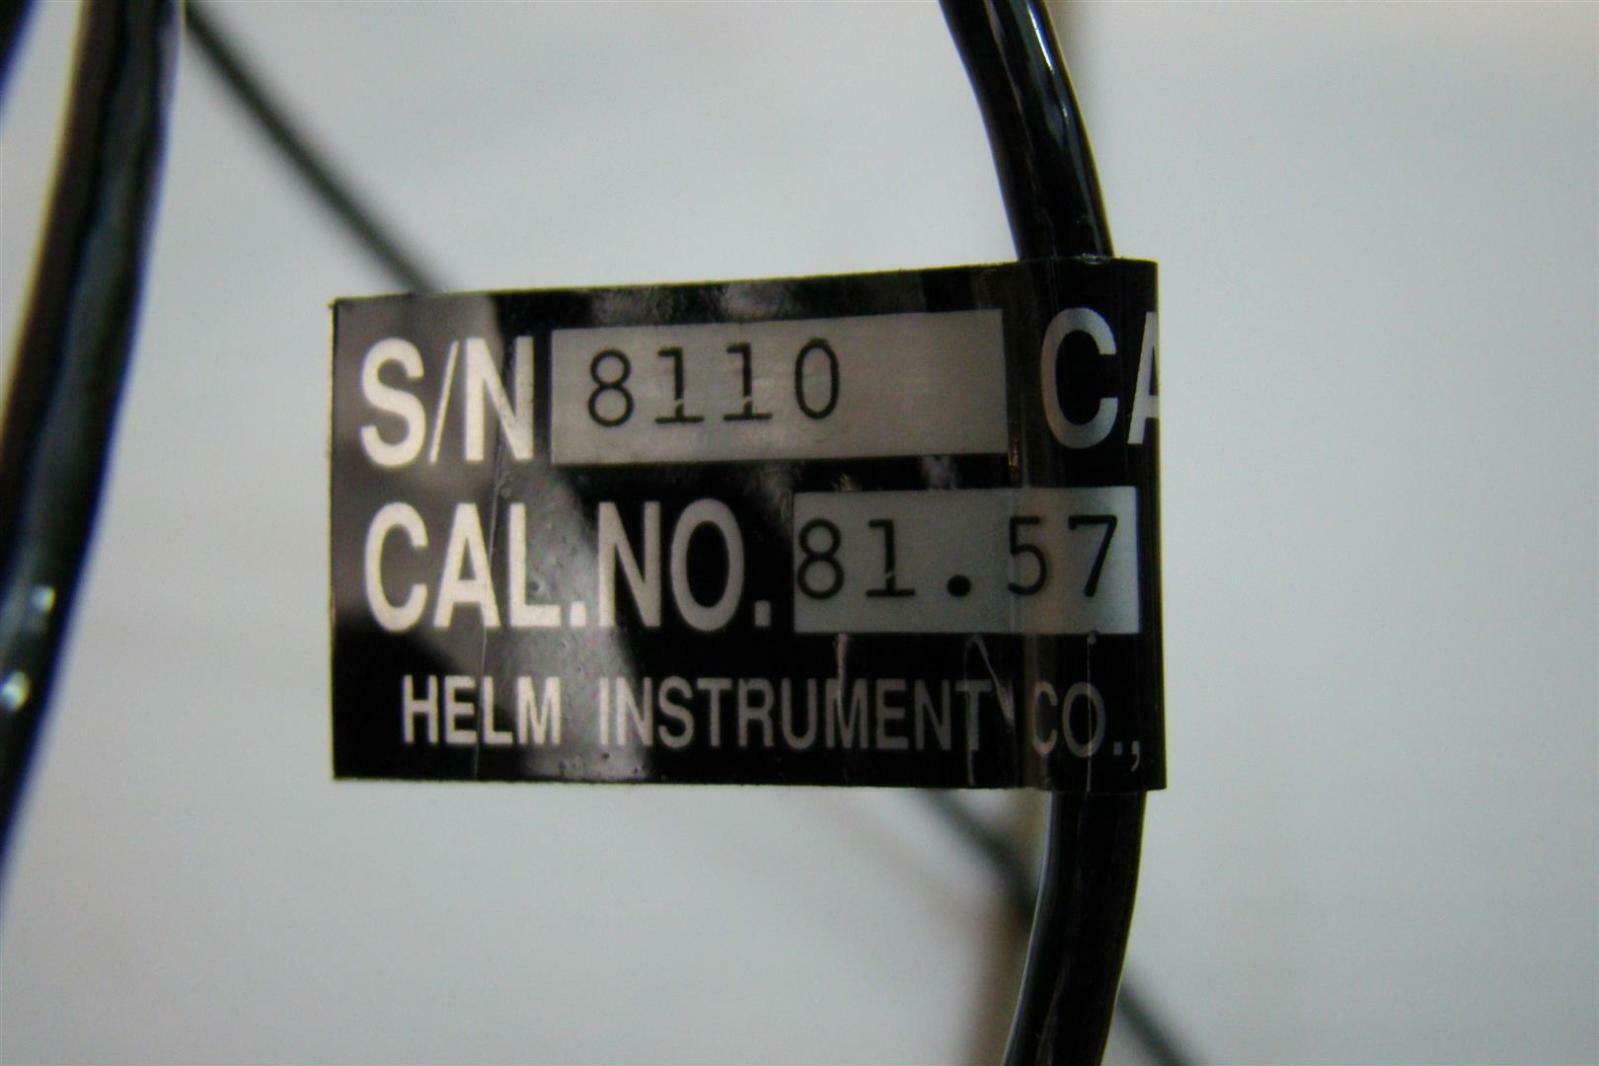 S/N 8110 CA
CAL.NO. 81.57
HELM INSTRUMENT CO.,